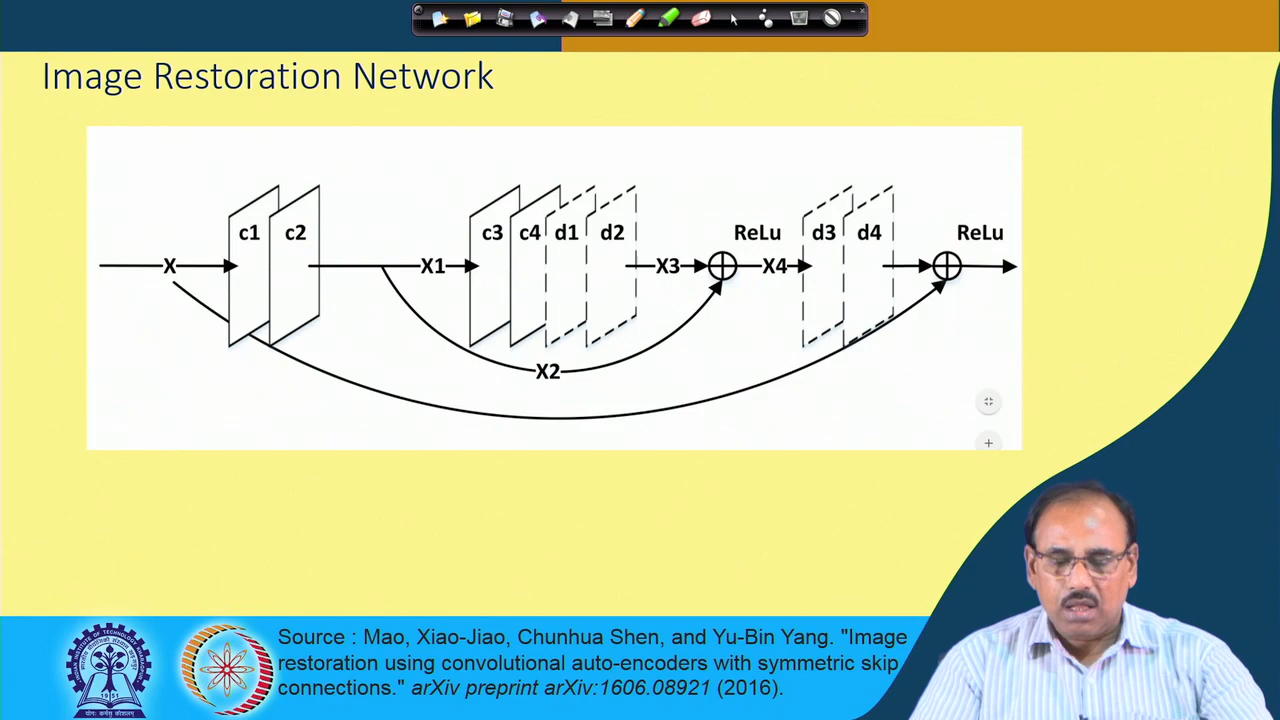 Image Restoration Network
c1 c2 c3 c4 d1 d2 ReLu d3 d4 ReLu
X X1 X3 X4
X2
Source : Mao, Xiao-Jiao, Chunhua Shen, and Yu-Bin Yang. "Image
restoration using convolutional auto-encoders with symmetric skip
connections." arXiv preprint arXiv:1606.08921 (2016).